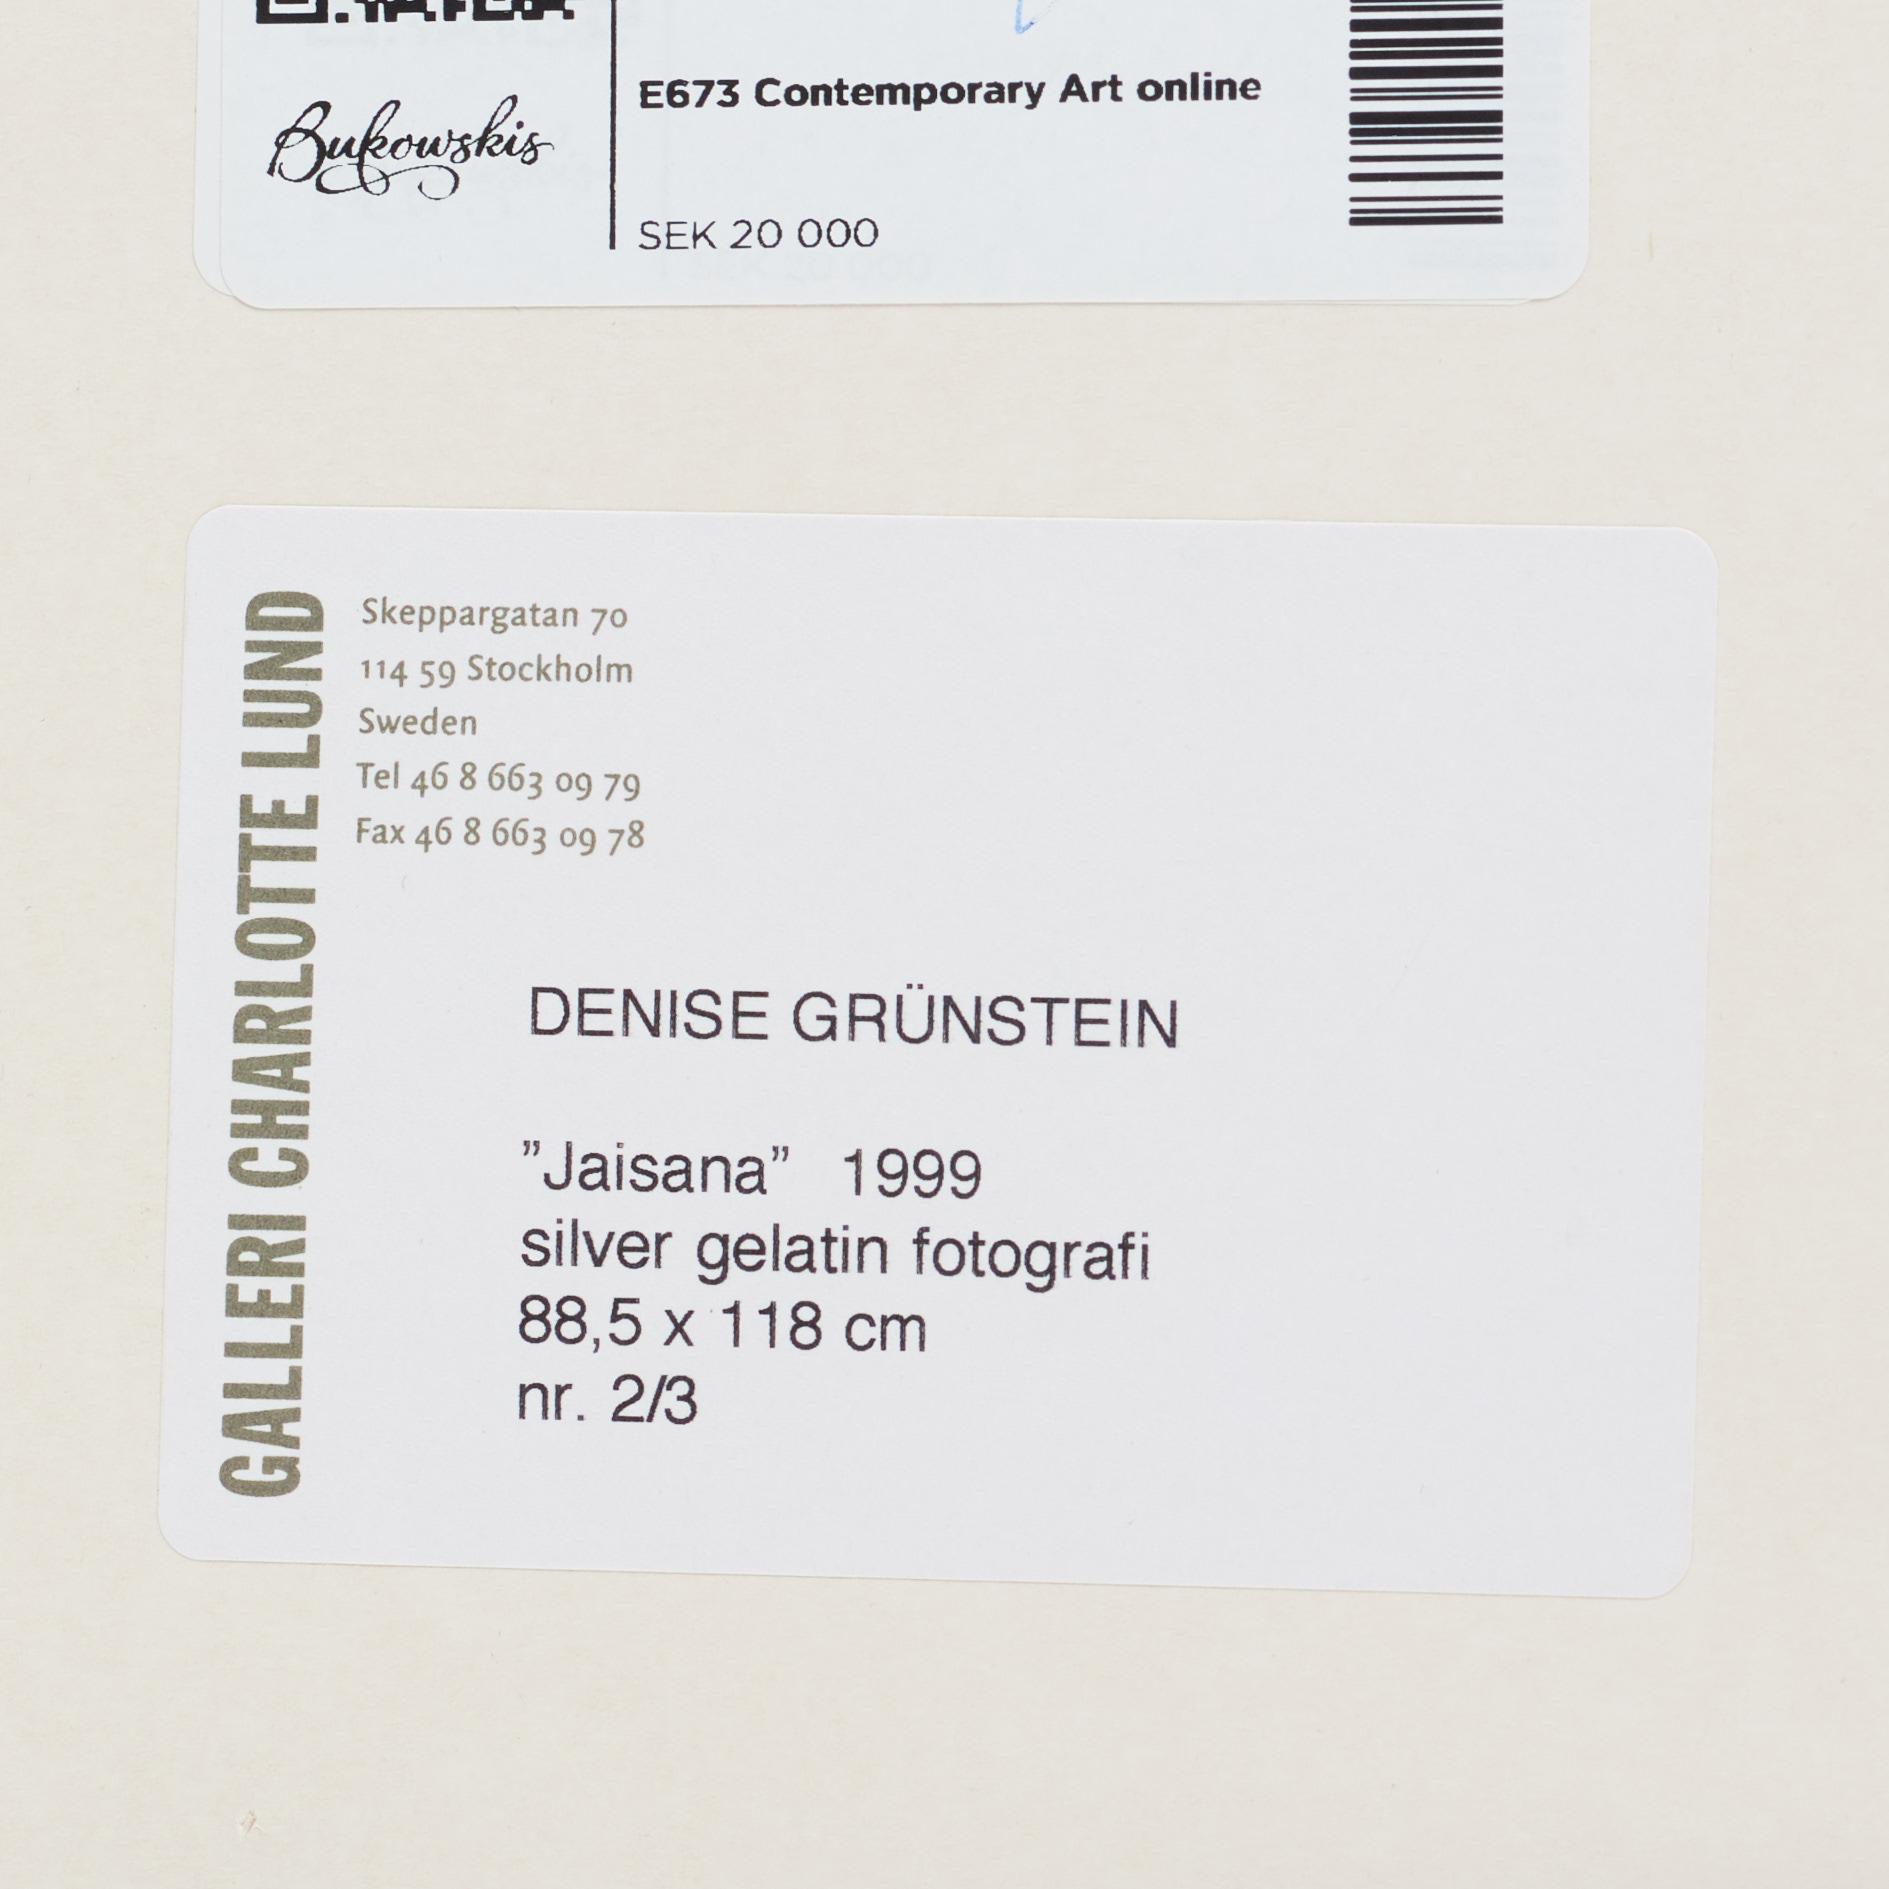 Bukowskis
E673 Contemporary Art online
SEK 20 000
GALLERI CHARLOTTE LUND
Skeppargatan 70
114 59 Stockholm
Sweden
Tel 46 8 663 09 79
Fax 46 8 663 09 78
DENISE GRÜNSTEIN
”Jaisana” 1999
silver gelatin fotografi
88,5 x 118 cm
nr. 2/3